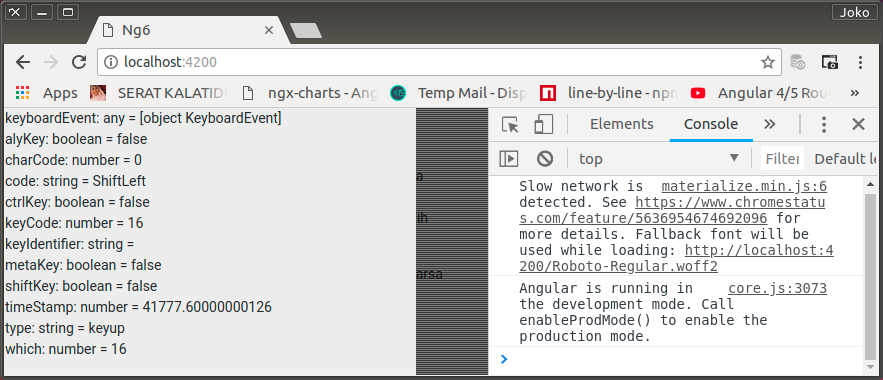 Joko
Ng6
localhost:4200
Apps SERAT KALATID ngx-charts - Ang Temp Mail - Disp line-by-line - npm Angular 4/5 Rou »
keyboardEvent: any = [object KeyboardEvent]
alyKey: boolean = false
charCode: number = 0
code: string = ShiftLeft
ctrlKey: boolean = false
keyCode: number = 16
keyIdentifier: string =
metaKey: boolean = false
shiftKey: boolean = false
timeStamp: number = 41777.60000000126
type: string = keyup
which: number = 16
a
ih
arsa
Elements Console »
top Filter Default le
Slow network is materialize.min.js:6
detected. See https://www.chromestatu
s.com/feature/5636954674692096 for
more details. Fallback font will be
used while loading: http://localhost:4
200/Roboto-Regular.woff2
Angular is running in core.js:3073
the development mode. Call
enableProdMode() to enable the
production mode.